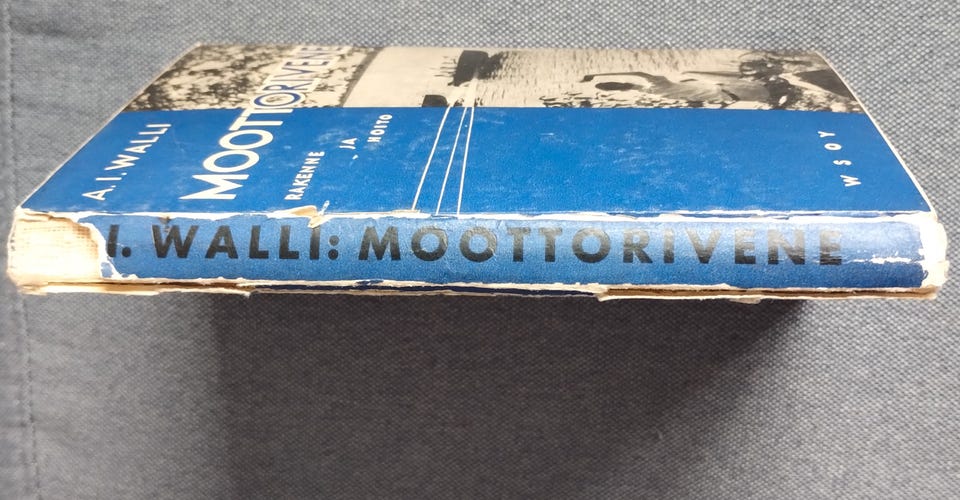 A. I. WALLI
MOOTTORIVENE
RAKENNE
JA
HOITO
WSOY
I. WALLI: MOOTTORIVENE